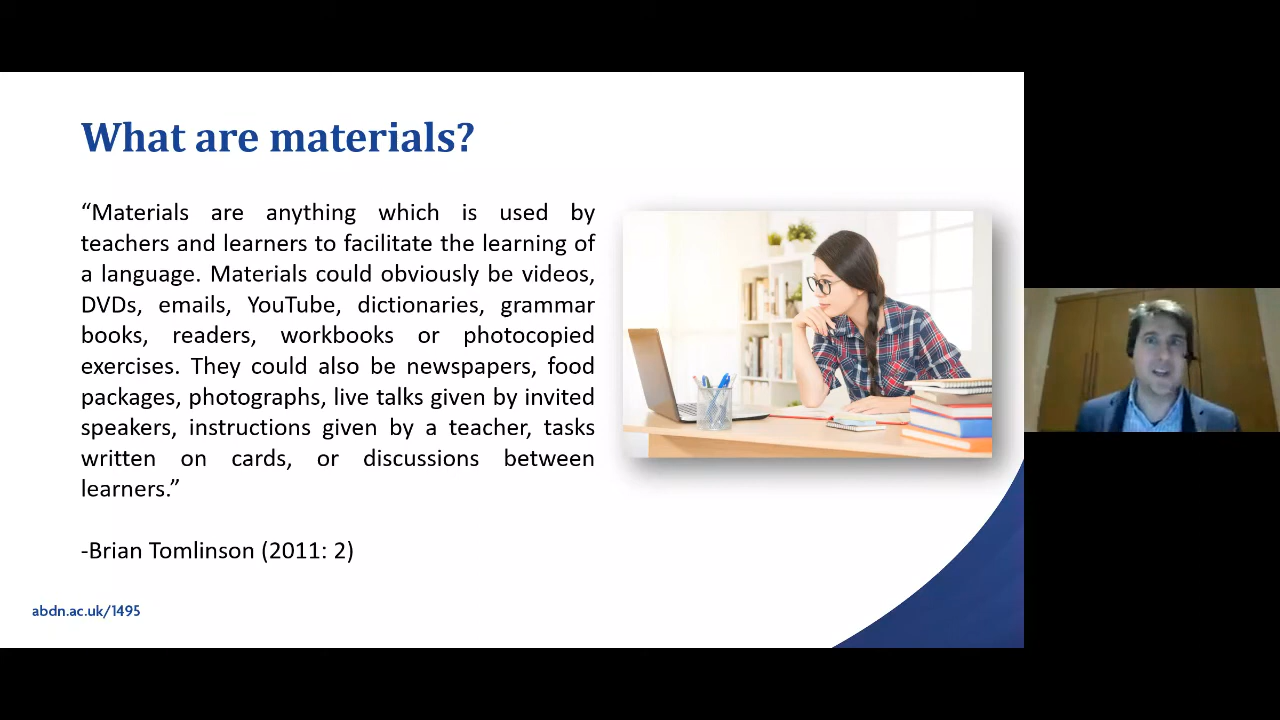 What are materials?
“Materials are anything which is used by
teachers and learners to facilitate the learning of
a language. Materials could obviously be videos,
DVDs, emails, YouTube, dictionaries, grammar
books, readers, workbooks or photocopied
exercises. They could also be newspapers, food
packages, photographs, live talks given by invited
speakers, instructions given by a teacher, tasks
written on cards, or discussions between
learners.”
-Brian Tomlinson (2011: 2)
abdn.ac.uk/1495